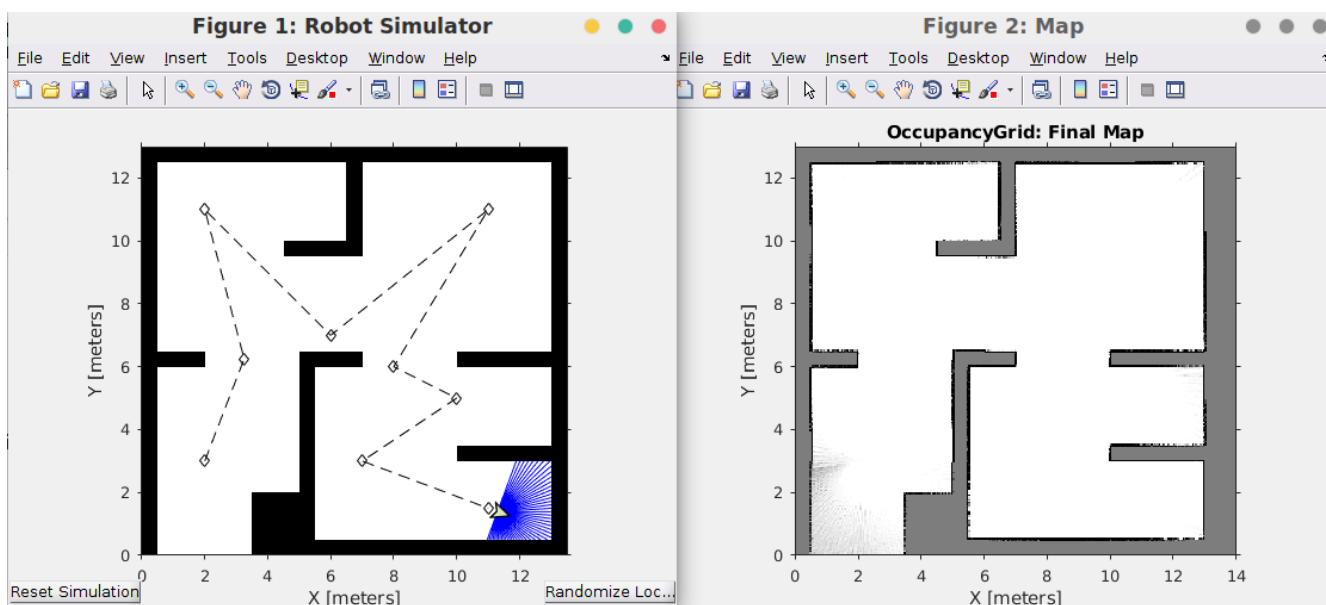 Figure 1: Robot Simulator
File Edit View Insert Tools Desktop Window Help
12
10
8
6
4
2
0
Y [meters]
0 2 4 6 8 10 12
X [meters]
Reset Simulation
Randomize Loc...
Figure 2: Map
File Edit View Insert Tools Desktop Window Help
OccupancyGrid: Final Map
12
10
8
6
4
2
0
Y [meters]
0 2 4 6 8 10 12 14
X [meters]